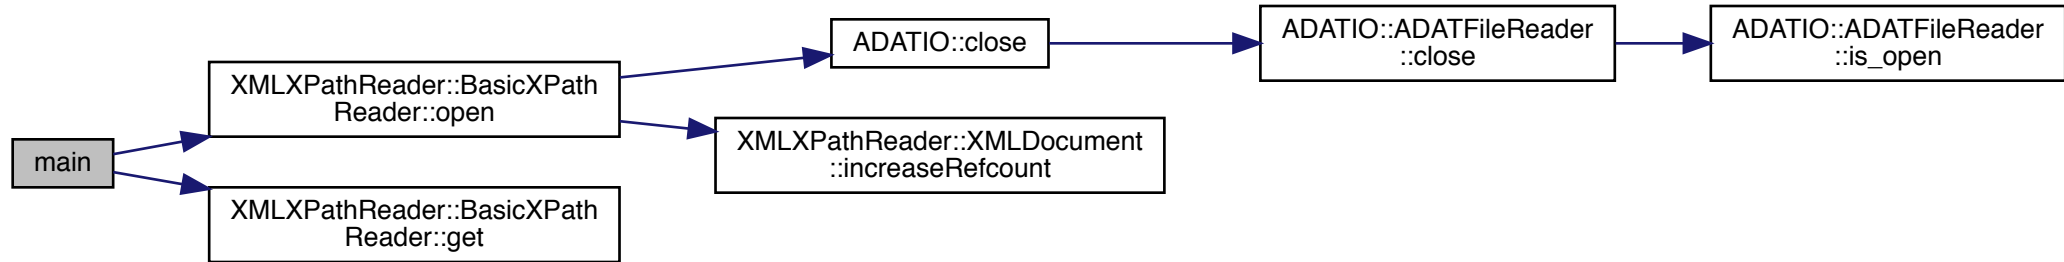 main
XMLXPathReader::BasicXPath
Reader::open
XMLXPathReader::BasicXPath
Reader::get
ADATIO::close
XMLXPathReader::XMLDocument
::increaseRefcount
ADATIO::ADATFileReader
::close
ADATIO::ADATFileReader
::is_open